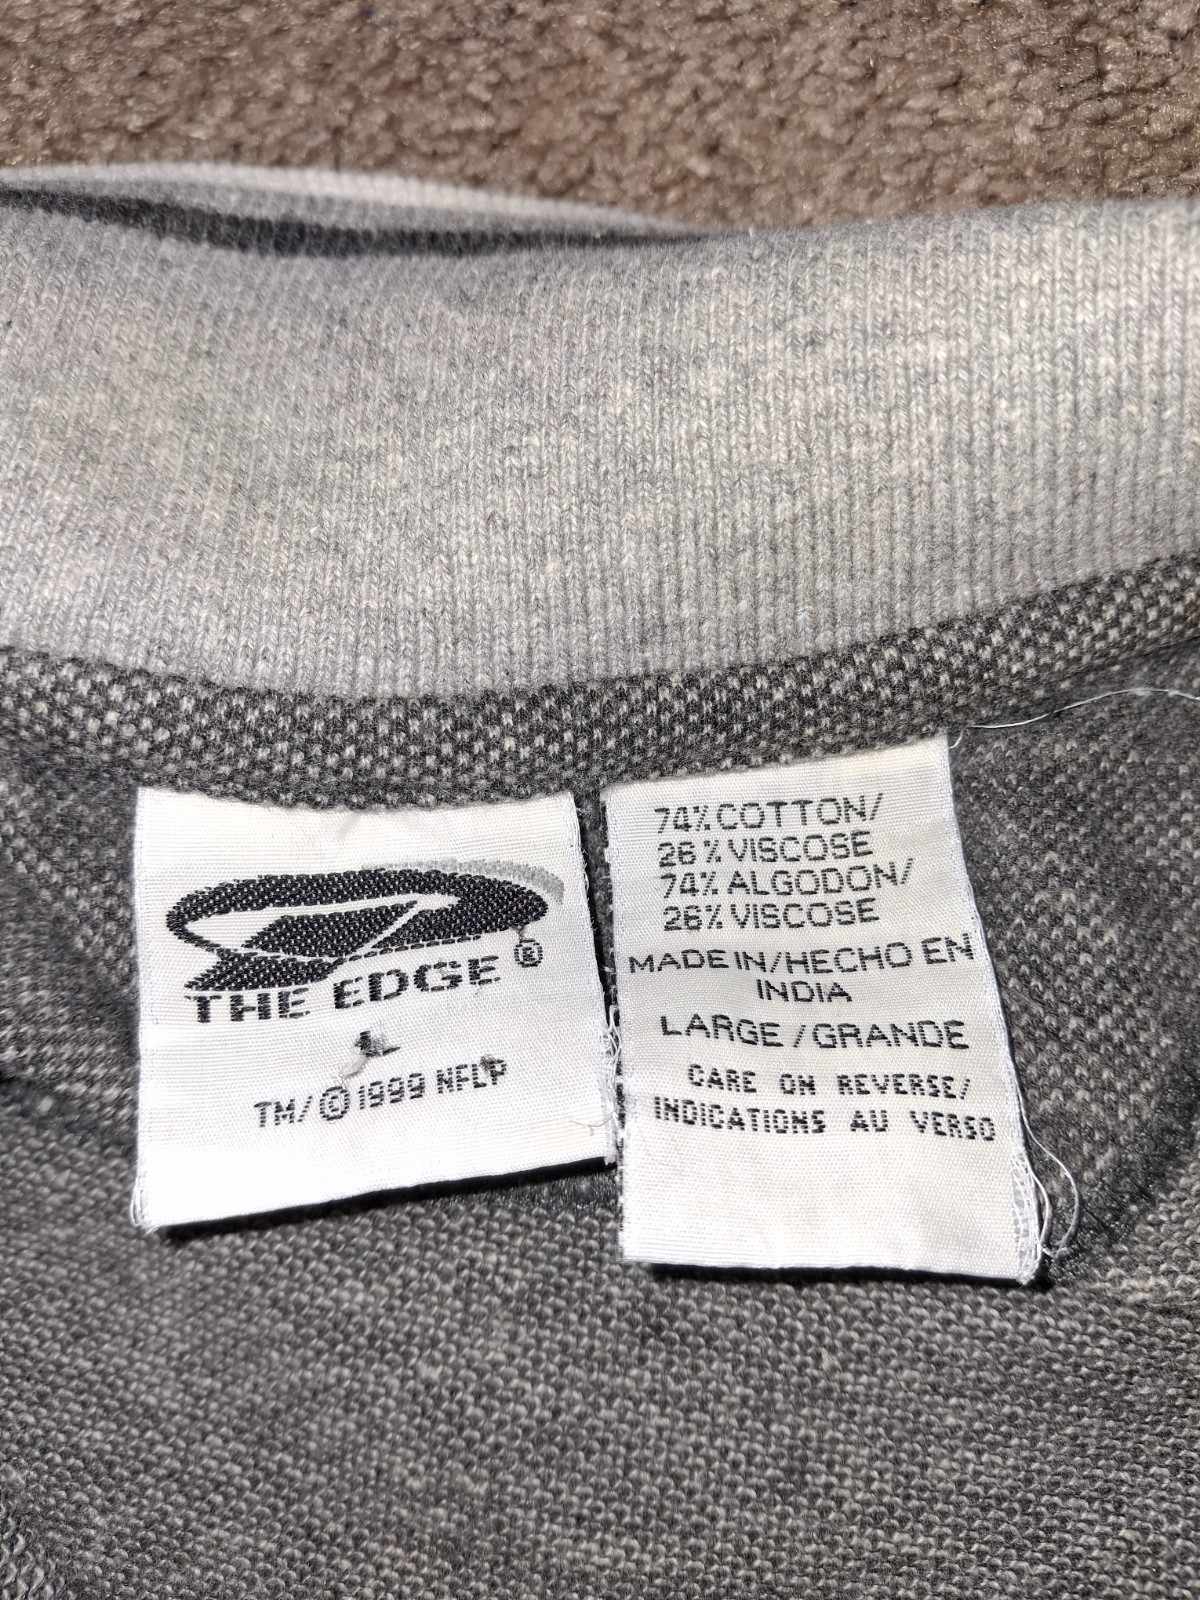 THE EDGE ®
L
TM/© 1999 NFLP
74% COTTON/
26% VISCOSE
74% ALGODON/
26% VISCOSE
MADE IN/HECHO EN
INDIA
LARGE / GRANDE
CARE ON REVERSE/
INDICATIONS AU VERSO